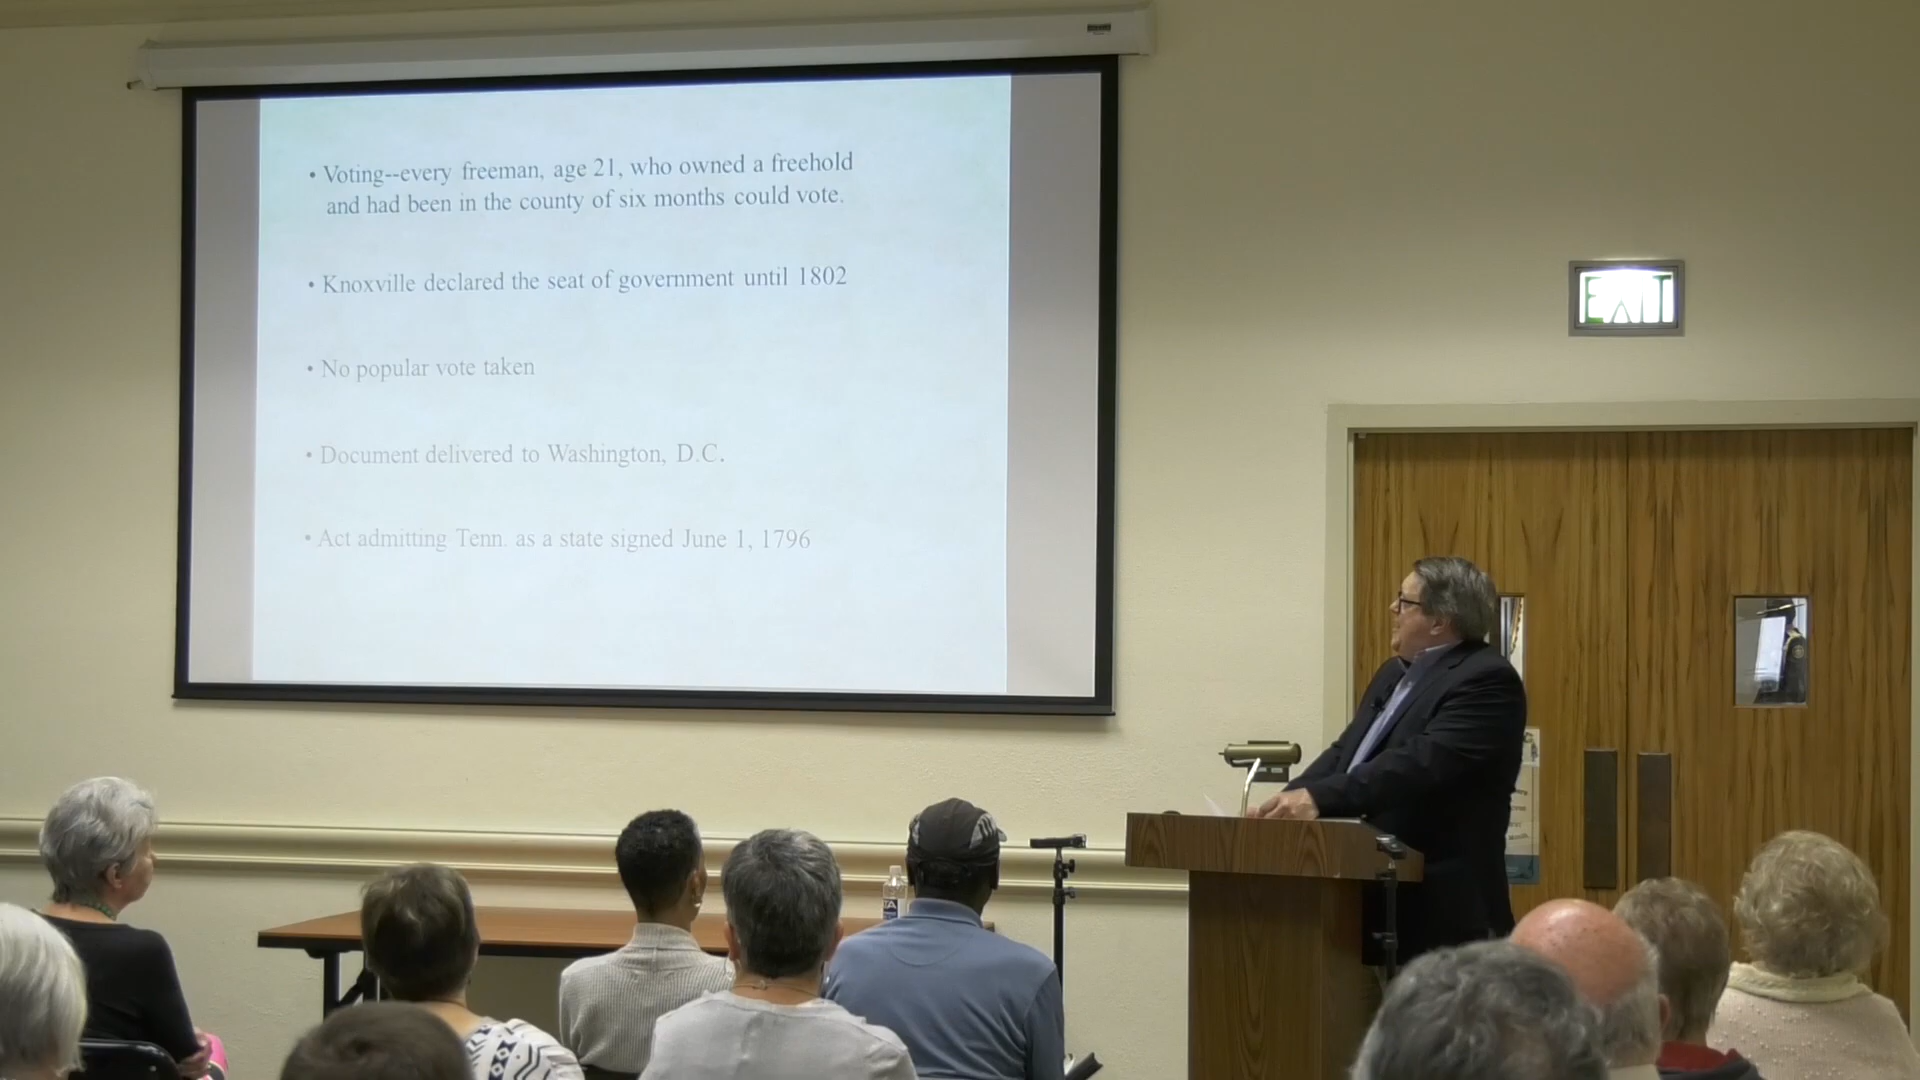 • Voting--every freeman, age 21, who owned a freehold
and had been in the county of six months could vote.
• Knoxville declared the seat of government until 1802
• No popular vote taken
• Document delivered to Washington, D.C.
• Act admitting Tenn. as a state signed June 1, 1796
EXIT